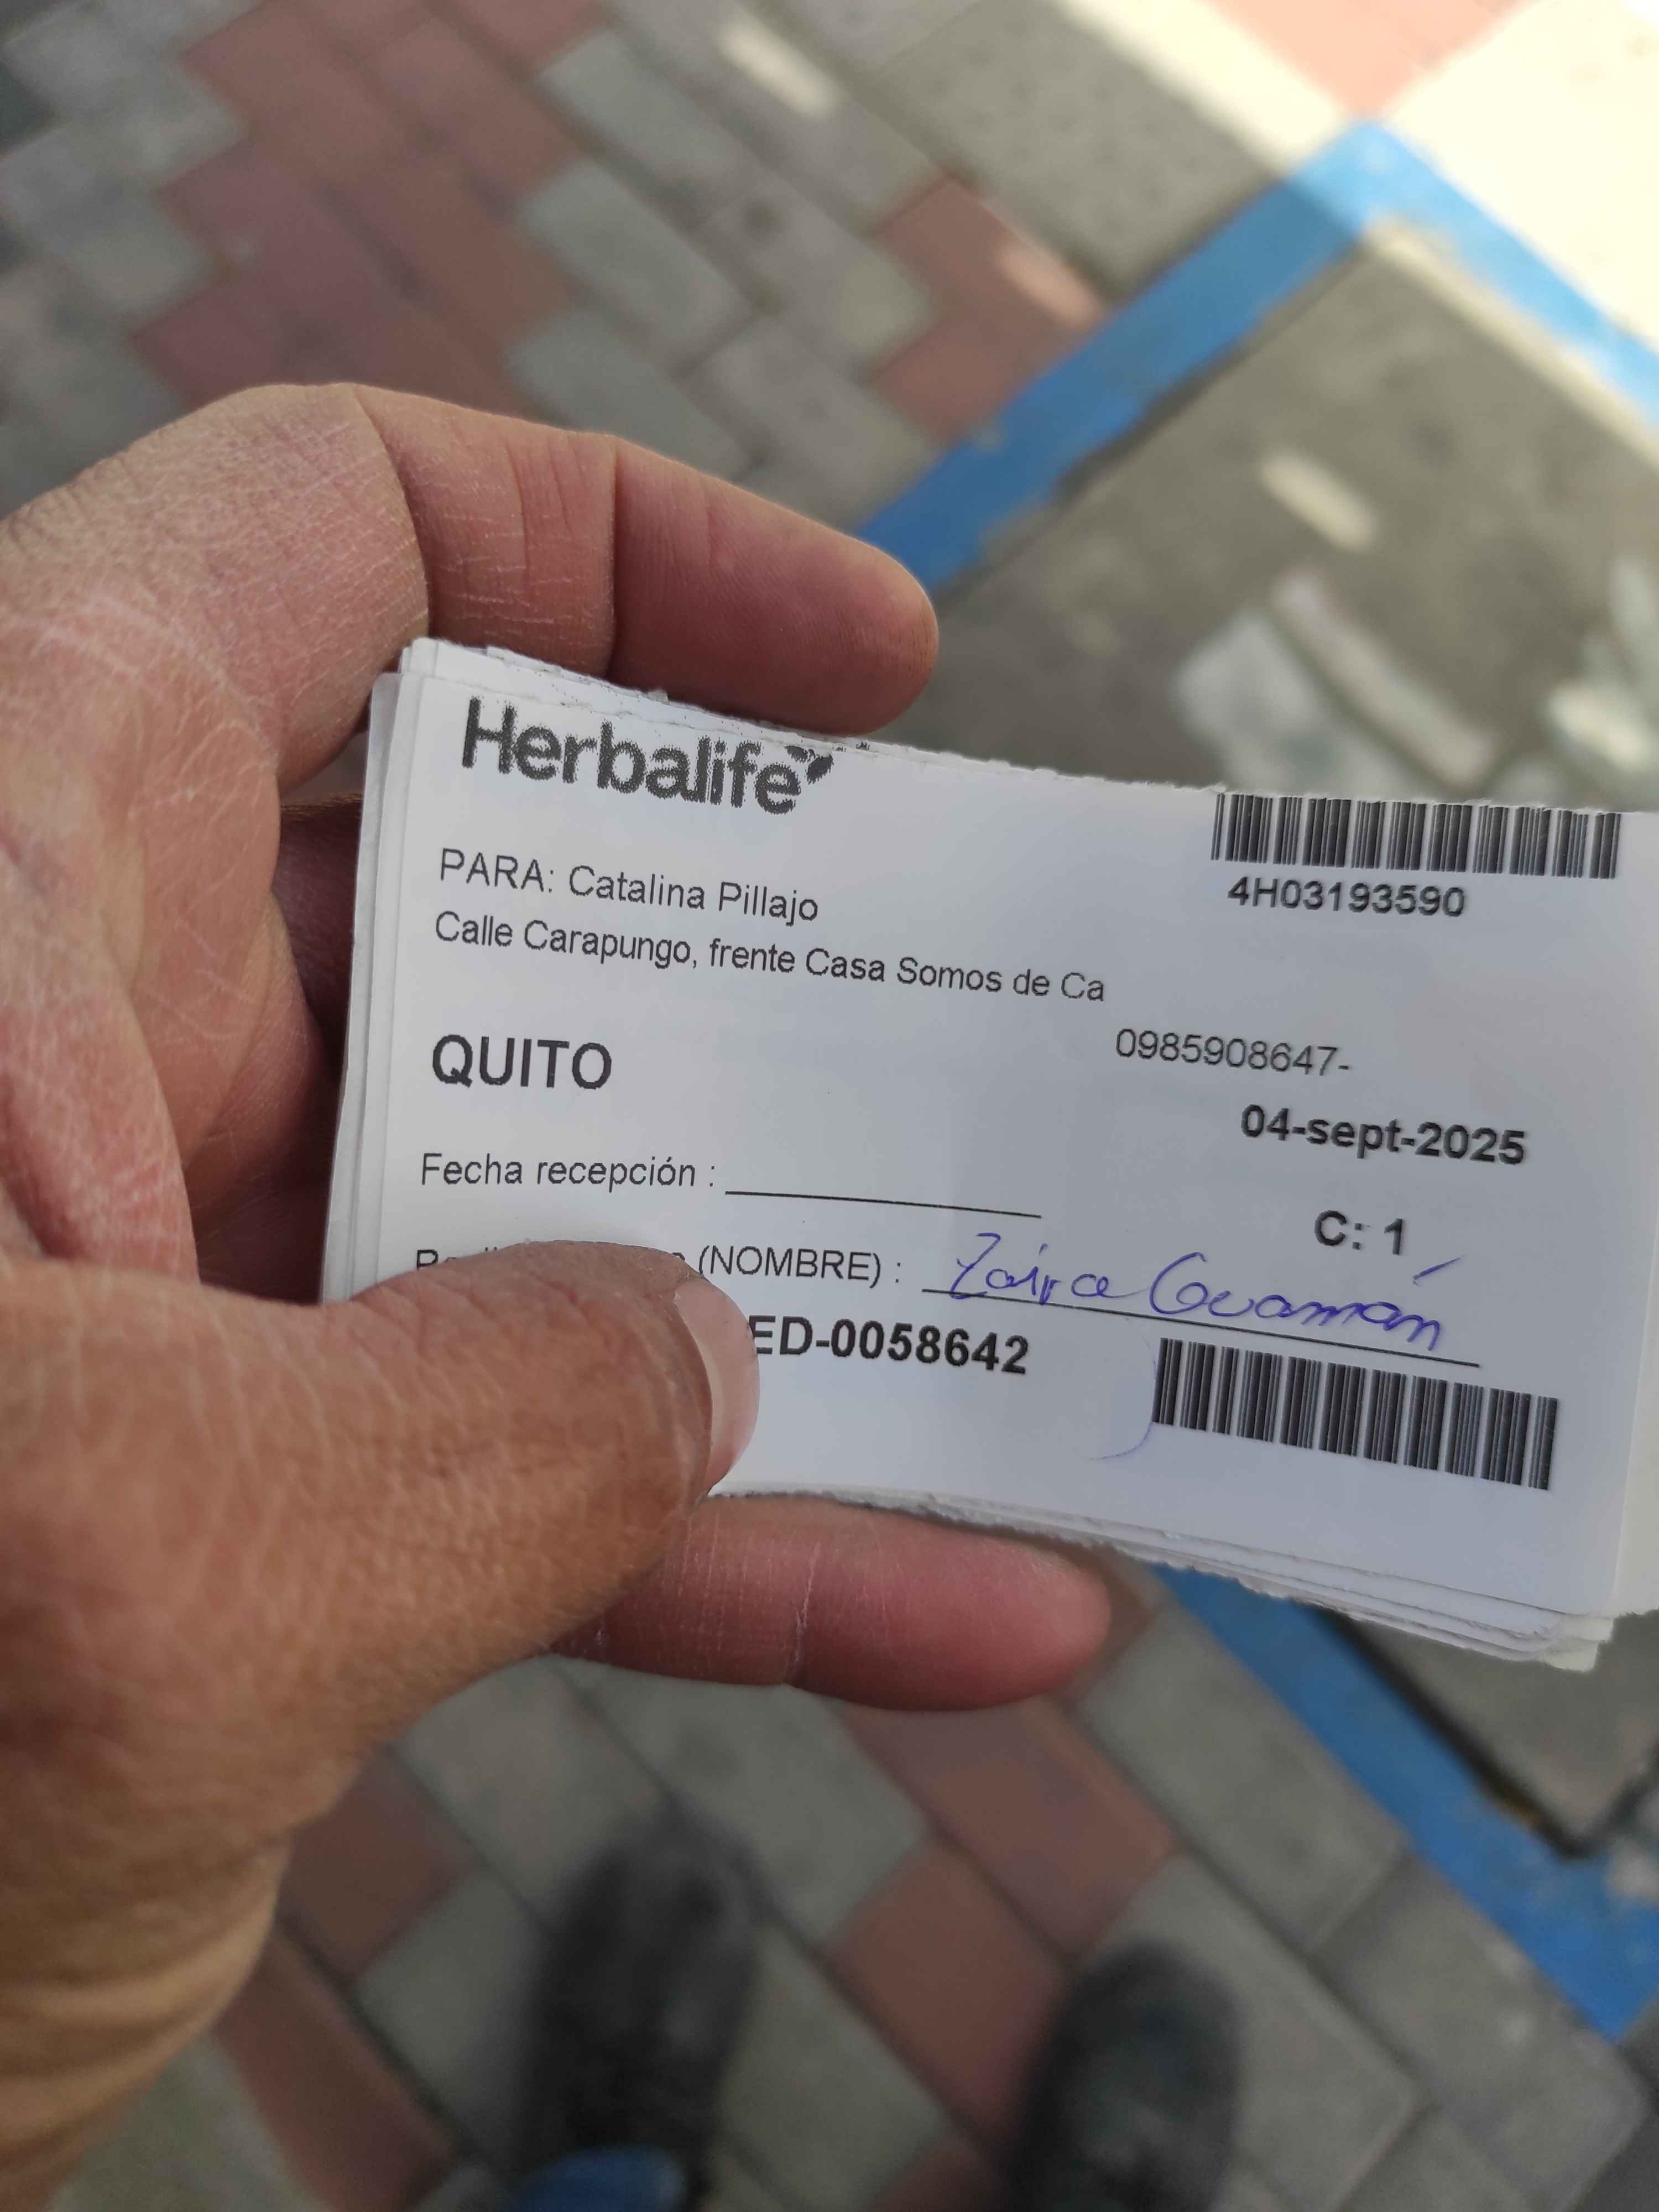 Herbalife
4H03193590
PARA: Catalina Pillajo
Calle Carapungo, frente Casa Somos de Ca
0985908647-
QUITO
04-sept-2025
Fecha recepción :
C: 1
(NOMBRE) : Zaira Guamán
ED-0058642